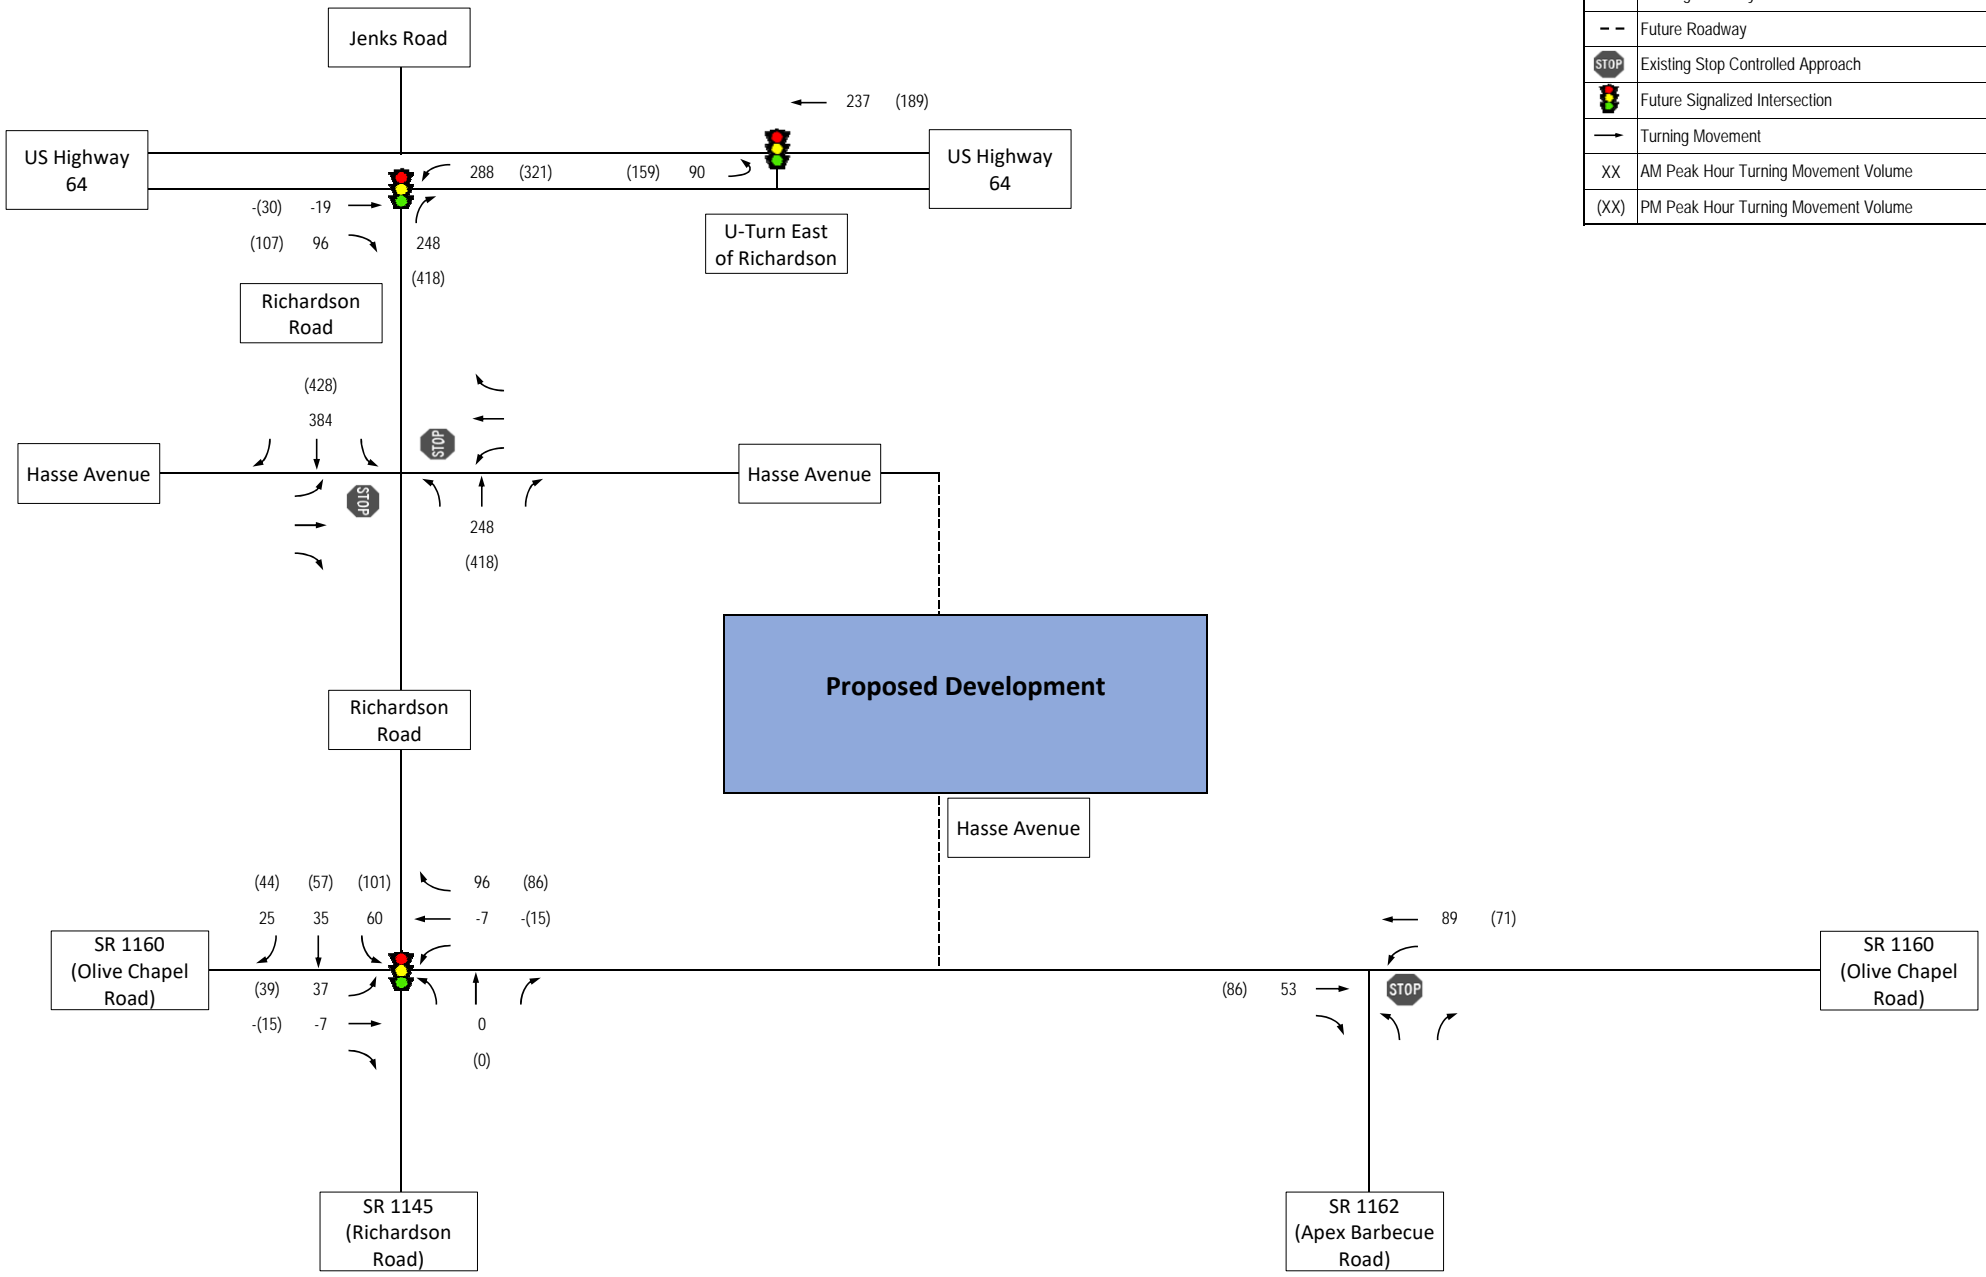 Jenks Road
-- Future Roadway
STOP Existing Stop Controlled Approach
Future Signalized Intersection
Turning Movement
XX AM Peak Hour Turning Movement Volume
(XX) PM Peak Hour Turning Movement Volume
237 (189)
US Highway
64
288 (321) (159) 90
US Highway
64
-(30) -19
(107) 96
248
(418)
U-Turn East
of Richardson
Richardson
Road
(428)
384
STOP
Hasse Avenue
Hasse Avenue
STOP
248
(418)
Proposed Development
Richardson
Road
Hasse Avenue
(44) (57) (101) 96 (86)
25 35 60 -7 -(15)
89 (71)
SR 1160
(Olive Chapel
Road)
SR 1160
(Olive Chapel
Road)
(39) 37
-(15) -7
0
(0)
(86) 53
STOP
SR 1145
(Richardson
Road)
SR 1162
(Apex Barbecue
Road)